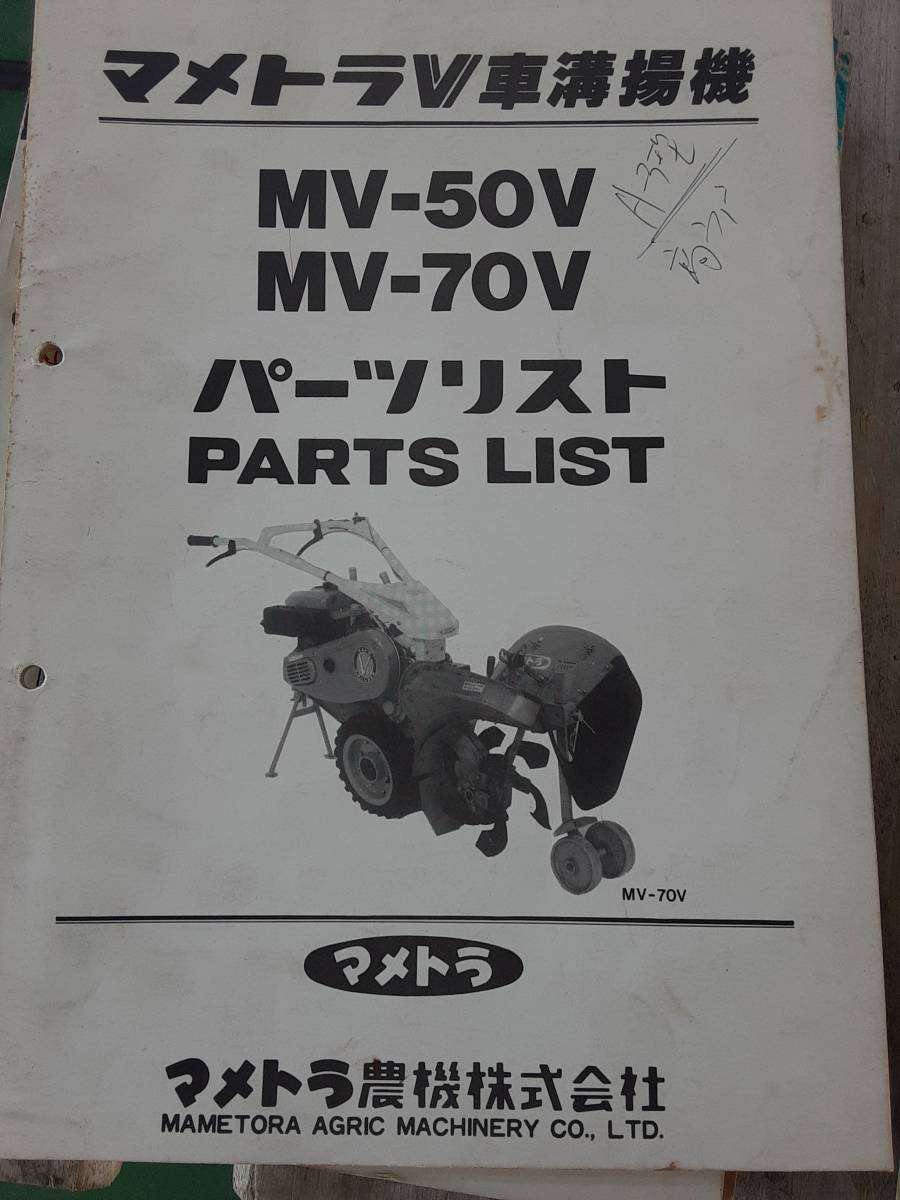 マメトラV車溝揚機
MV-50V
MV-70V
A-3型
パーツリスト
PARTS LIST
MV-70V
マメトラ
マメトラ農機株式会社
MAMETORA AGRIC MACHINERY CO., LTD.